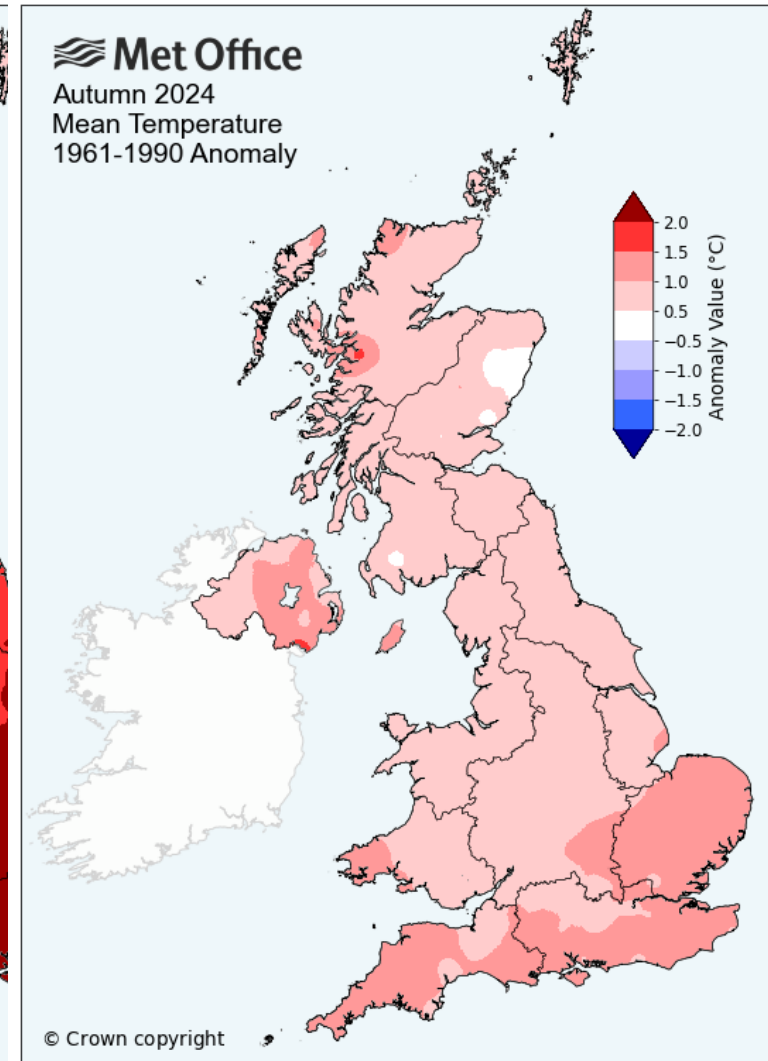 Met Office
Autumn 2024
Mean Temperature
1961-1990 Anomaly
2.0
1.5
1.0
0.5
−0.5
−1.0
−1.5
−2.0
Anomaly Value (°C)
© Crown copyright